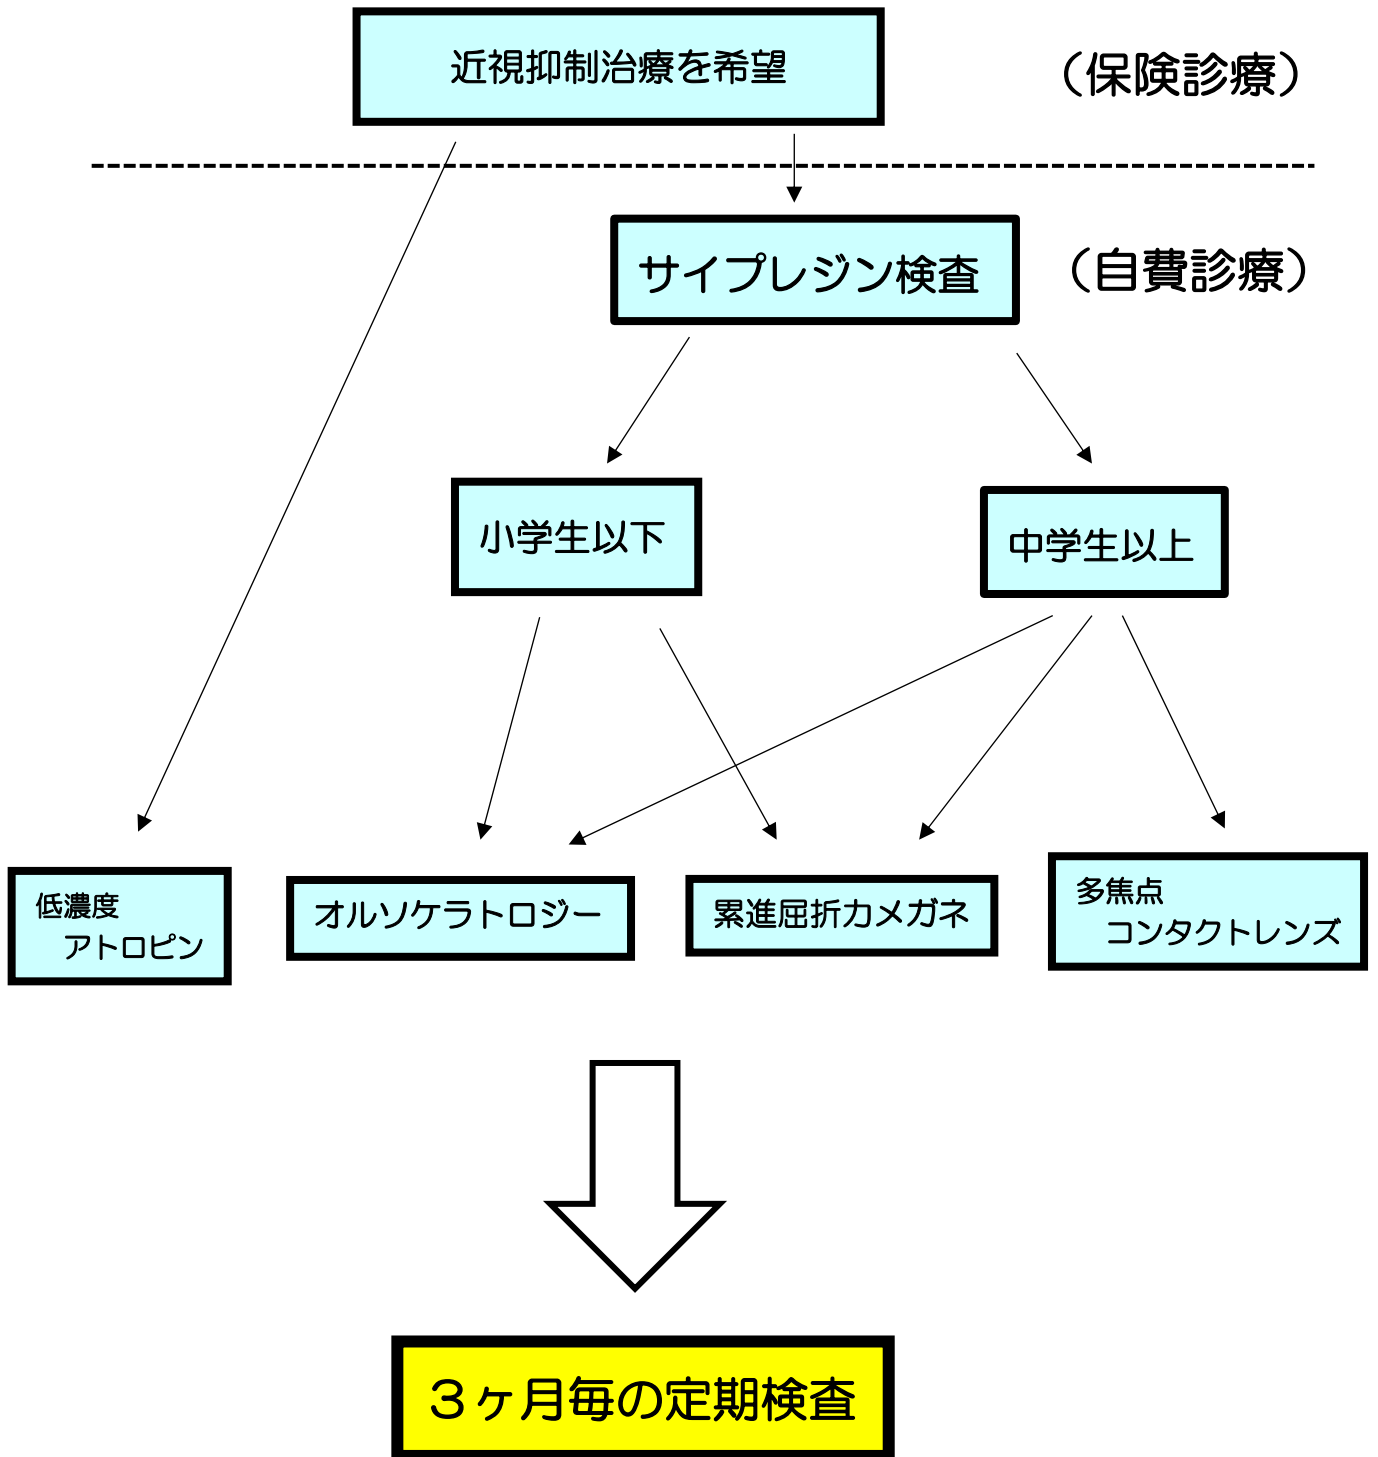 近視抑制治療を希望
（保険診療）
サイプレジン検査
（自費診療）
小学生以下
中学生以上
低濃度
アトロピン
オルソケラトロジー
累進屈折力メガネ
多焦点
コンタクトレンズ
３ヶ月毎の定期検査